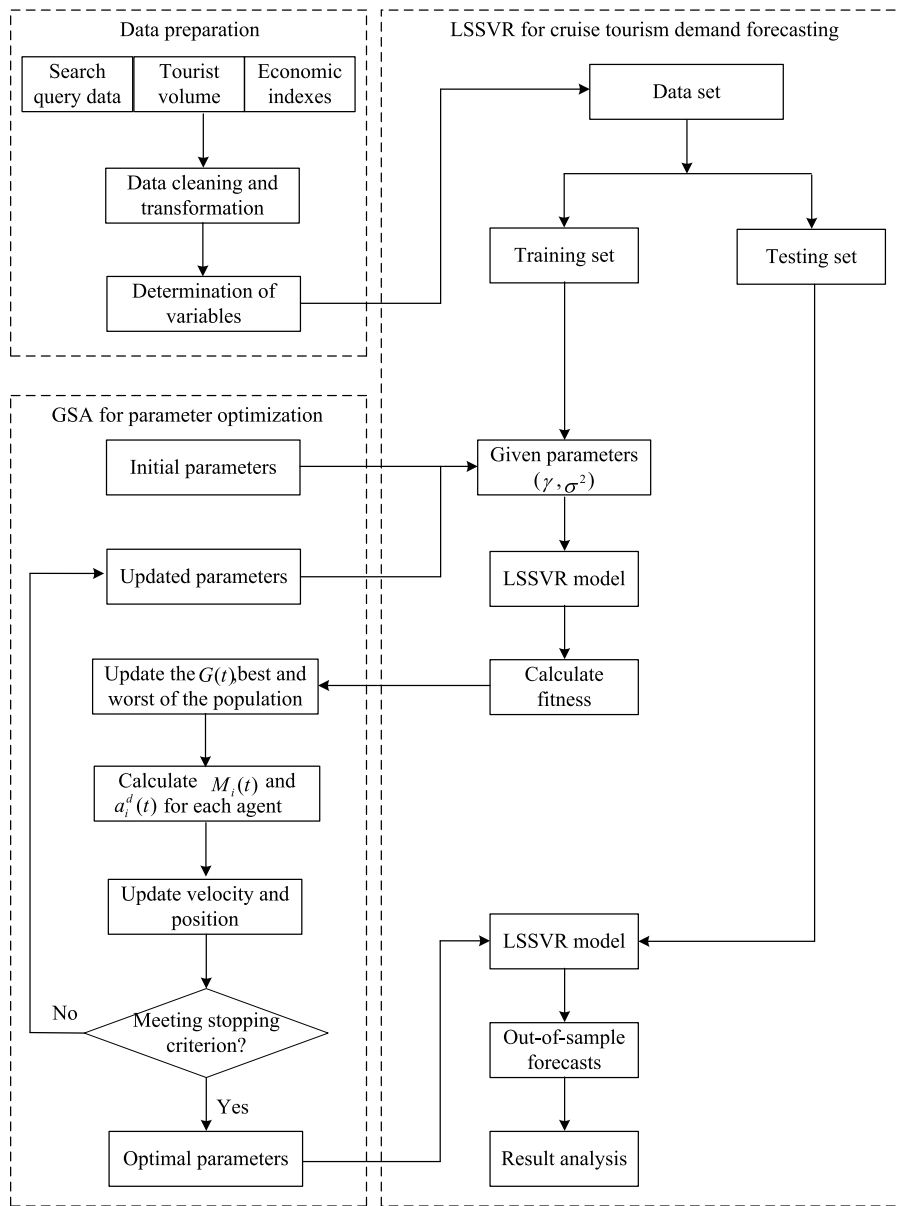 Data preparation
Search
query data
Tourist
volume
Economic
indexes
Data cleaning and
transformation
Determination of
variables
LSSVR for cruise tourism demand forecasting
Data set
Training set
Testing set
GSA for parameter optimization
Initial parameters
Given parameters
(γ, σ²)
Updated parameters
LSSVR model
Update the G(t),best and
worst of the population
Calculate
fitness
Calculate M_i(t) and
a_i^d(t) for each agent
Update velocity and
position
LSSVR model
No
Meeting stopping
criterion?
Out-of-sample
forecasts
Yes
Optimal parameters
Result analysis